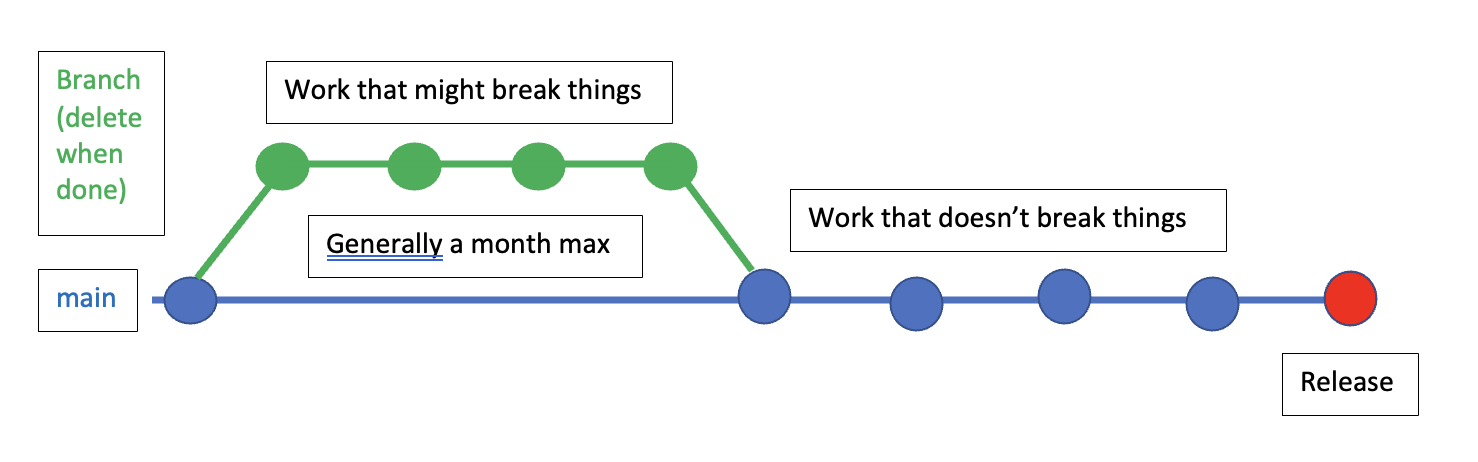 Branch
(delete
when
done)
Work that might break things
Generally a month max
Work that doesn’t break things
main
Release